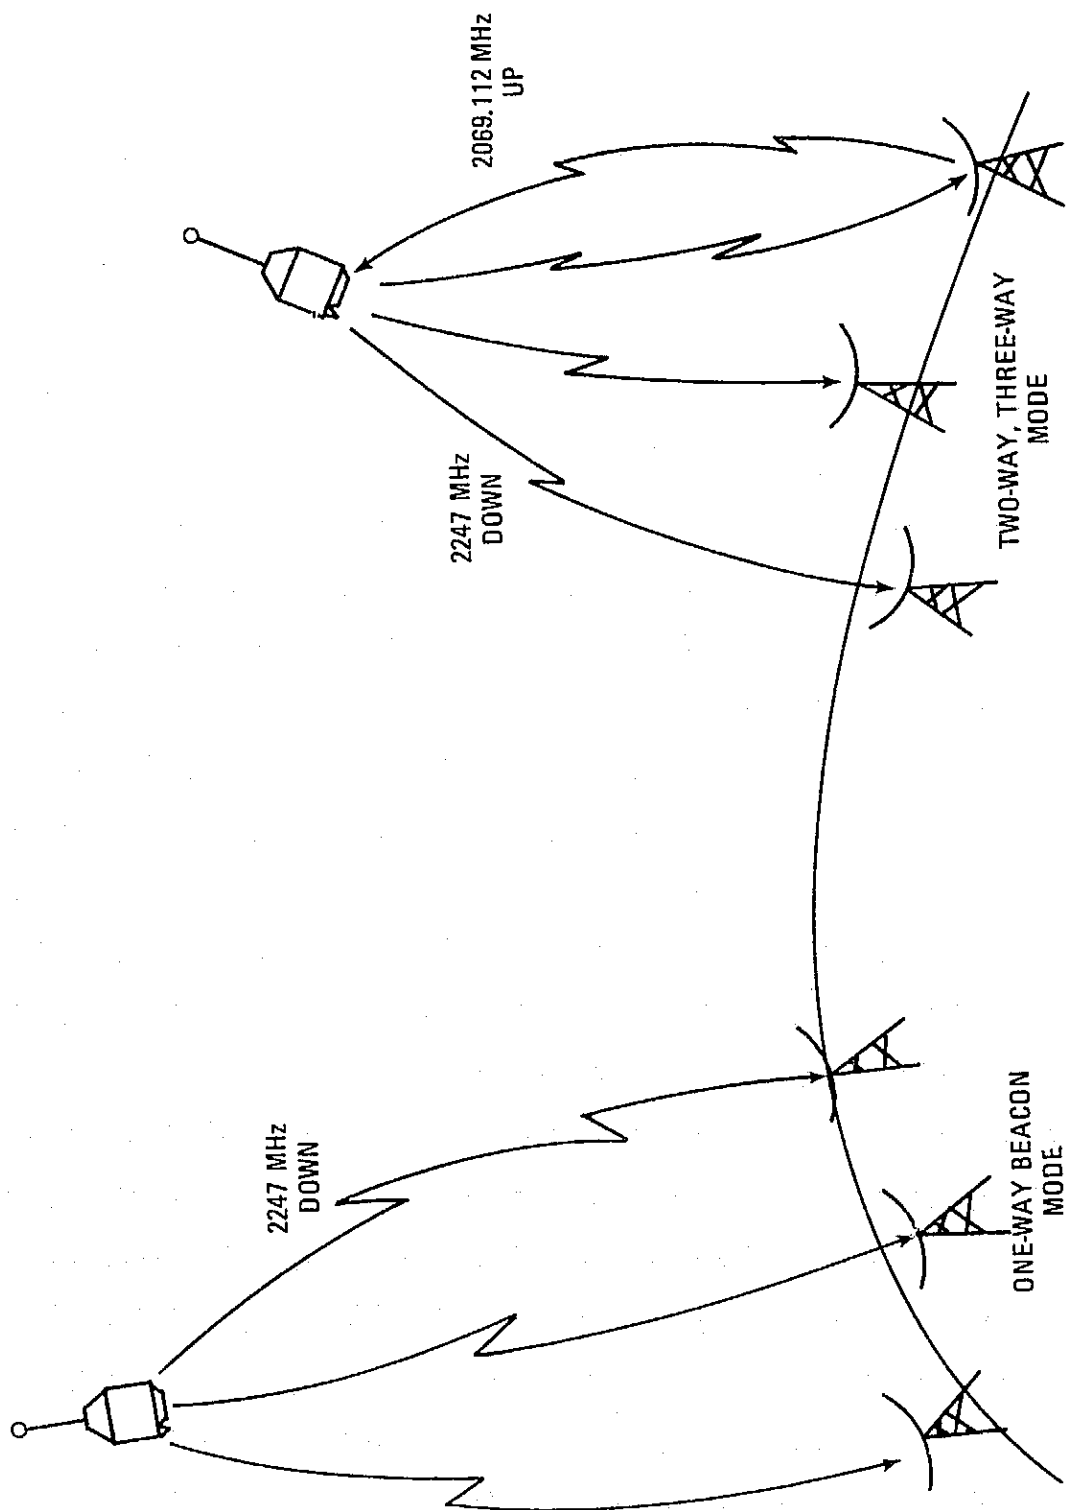 2247 MHz
DOWN
ONE-WAY BEACON
MODE
2247 MHz
DOWN
2069.112 MHz
UP
TWO-WAY, THREE-WAY
MODE